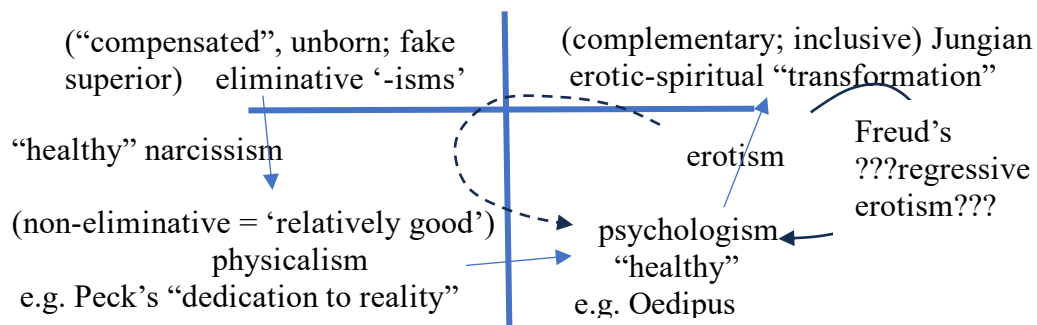 (“compensated”, unborn; fake
superior) eliminative ‘-isms’
(complementary; inclusive) Jungian
erotic-spiritual “transformation”
“healthy” narcissism
erotism
Freud’s
???regressive
erotism???
(non-eliminative = ‘relatively good’)
physicalism
e.g. Peck’s “dedication to reality”
psychologism
“healthy”
e.g. Oedipus